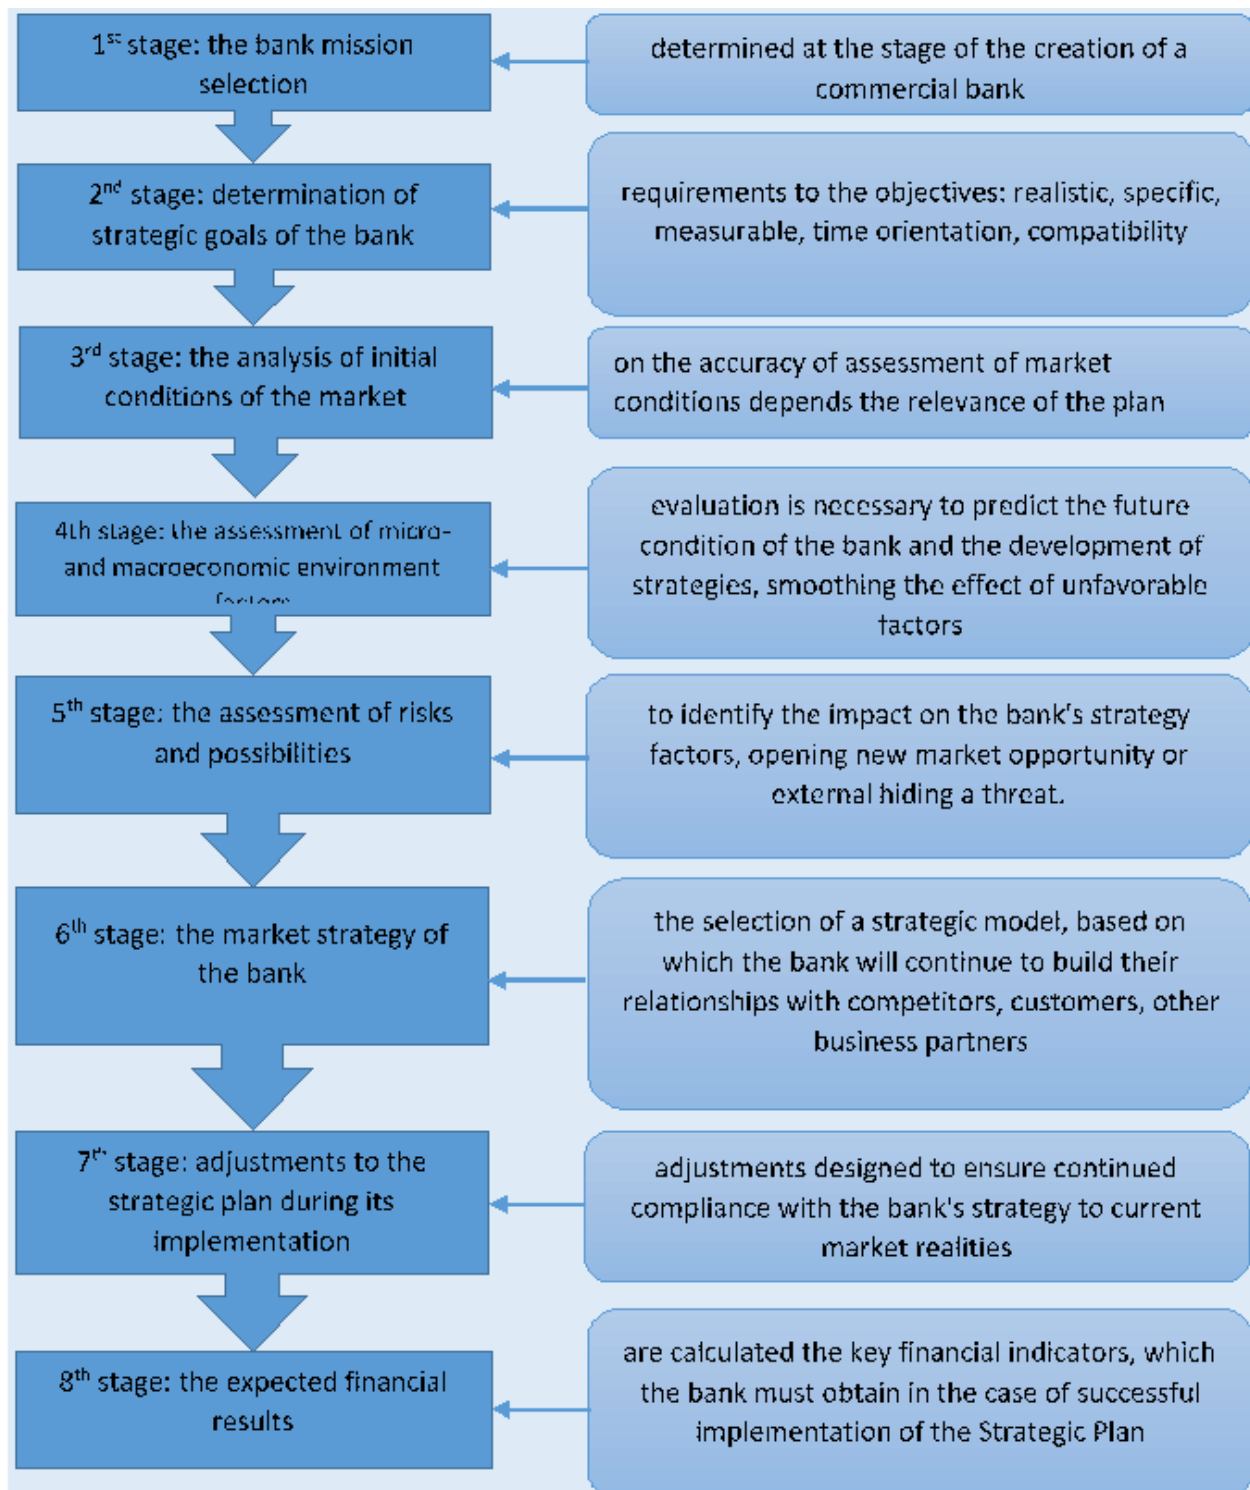 1st stage: the bank mission
selection
determined at the stage of the creation of a
commercial bank
2nd stage: determination of
strategic goals of the bank
requirements to the objectives: realistic, specific,
measurable, time orientation, compatibility
3rd stage: the analysis of initial
conditions of the market
on the accuracy of assessment of market
conditions depends the relevance of the plan
4th stage: the assessment of micro-
and macroeconomic environment
factors
evaluation is necessary to predict the future
condition of the bank and the development of
strategies, smoothing the effect of unfavorable
factors
5th stage: the assessment of risks
and possibilities
to identify the impact on the bank's strategy
factors, opening new market opportunity or
external hiding a threat.
6th stage: the market strategy of
the bank
the selection of a strategic model, based on
which the bank will continue to build their
relationships with competitors, customers, other
business partners
7th stage: adjustments to the
strategic plan during its
implementation
adjustments designed to ensure continued
compliance with the bank's strategy to current
market realities
8th stage: the expected financial
results
are calculated the key financial indicators, which
the bank must obtain in the case of successful
implementation of the Strategic Plan